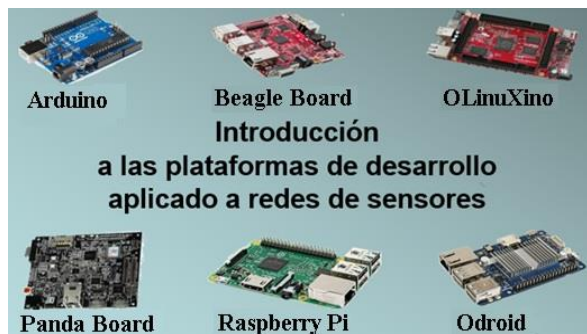 Arduino
Beagle Board
OLinuXino
Introducción
a las plataformas de desarrollo
aplicado a redes de sensores
Panda Board
Raspberry Pi
Odroid